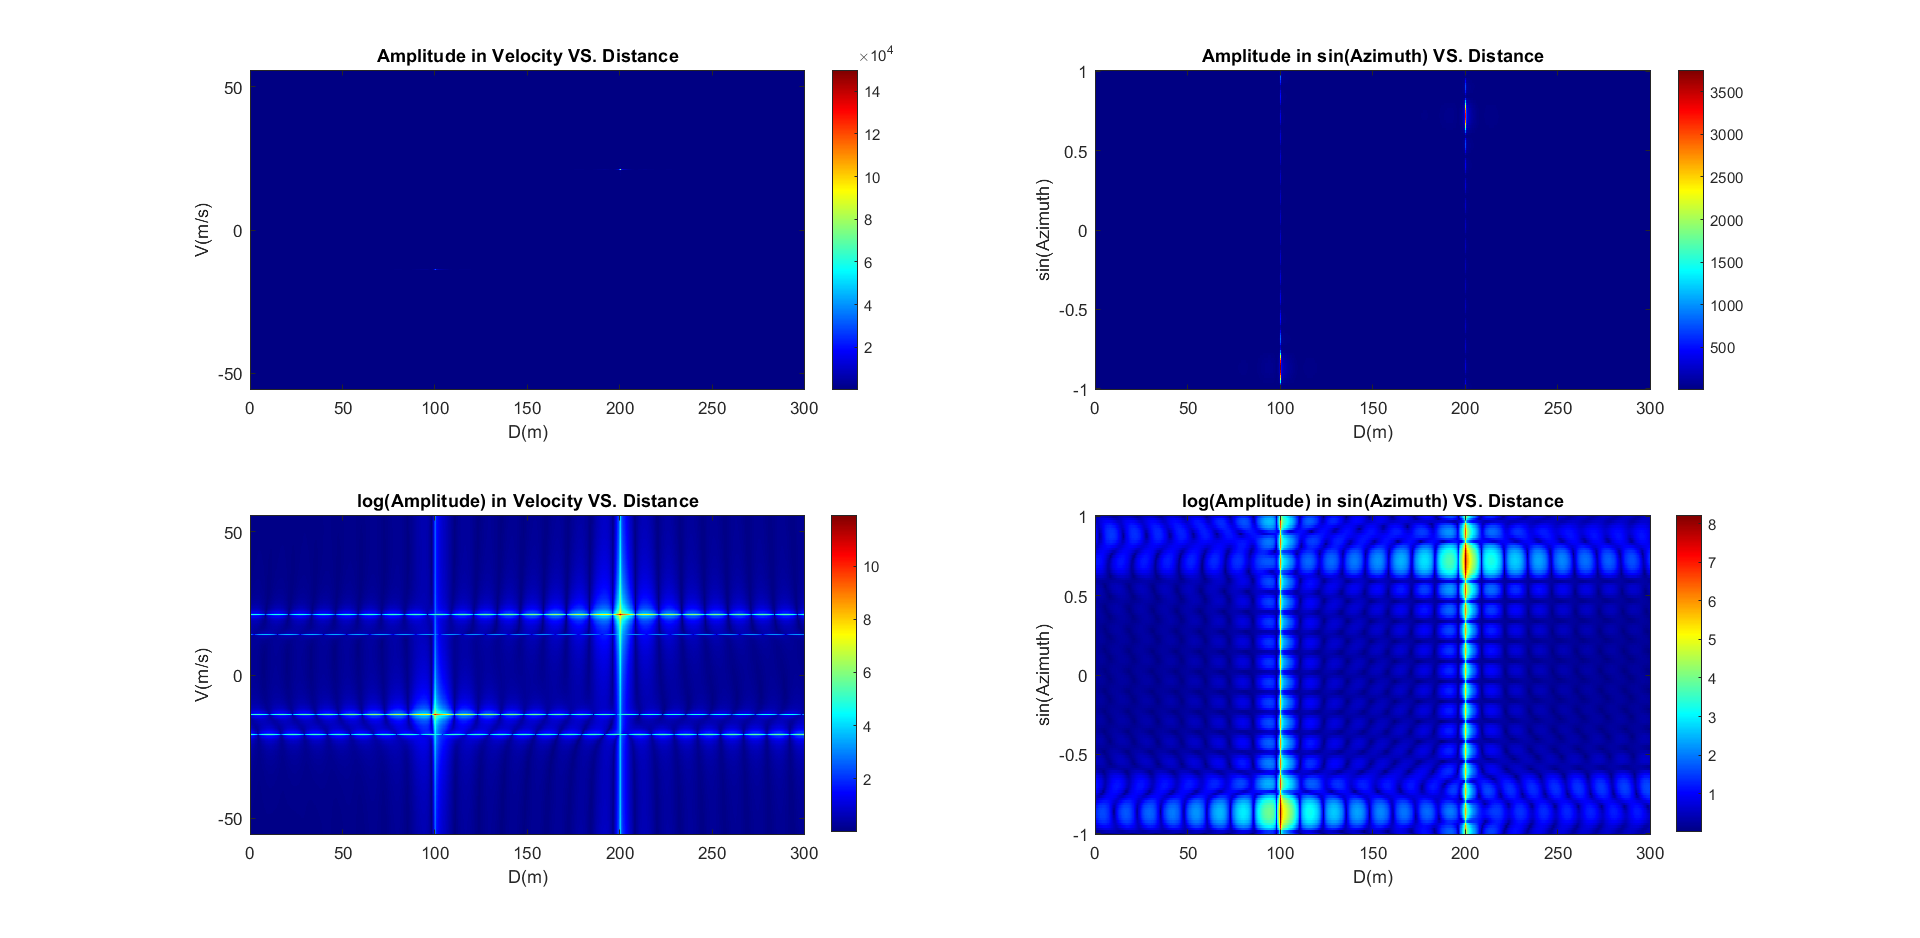 Amplitude in Velocity VS. Distance
×10^4
50
0
-50
V(m/s)
0 50 100 150 200 250 300
D(m)
14
12
10
8
6
4
2
Amplitude in sin(Azimuth) VS. Distance
1
0.5
0
-0.5
-1
sin(Azimuth)
0 50 100 150 200 250 300
D(m)
3500
3000
2500
2000
1500
1000
500
log(Amplitude) in Velocity VS. Distance
50
0
-50
V(m/s)
0 50 100 150 200 250 300
D(m)
10
8
6
4
2
log(Amplitude) in sin(Azimuth) VS. Distance
1
0.5
0
-0.5
-1
sin(Azimuth)
0 50 100 150 200 250 300
D(m)
8
7
6
5
4
3
2
1